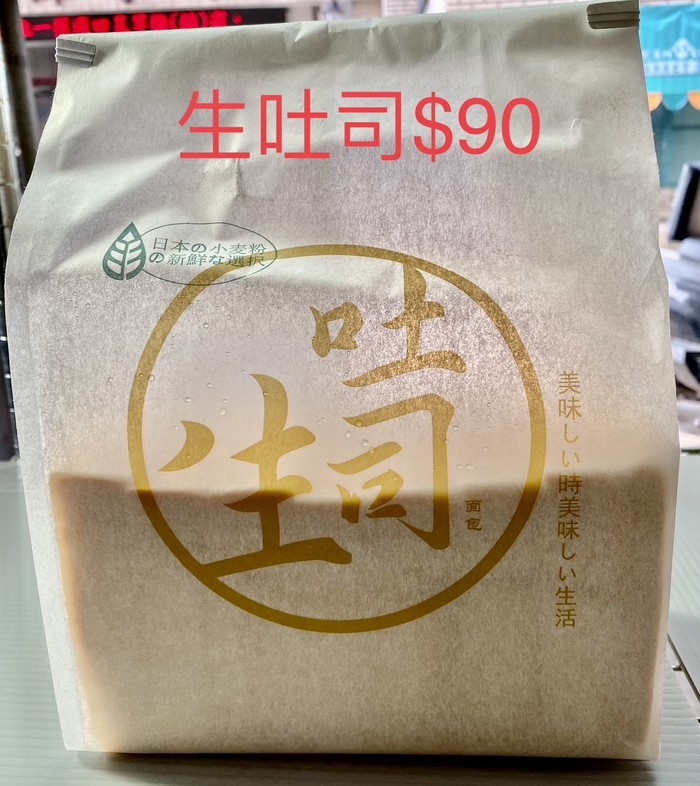 生吐司$90
日本の小麦粉
の新鮮な選択
生
吐司
面包
美味しい時美味しい生活